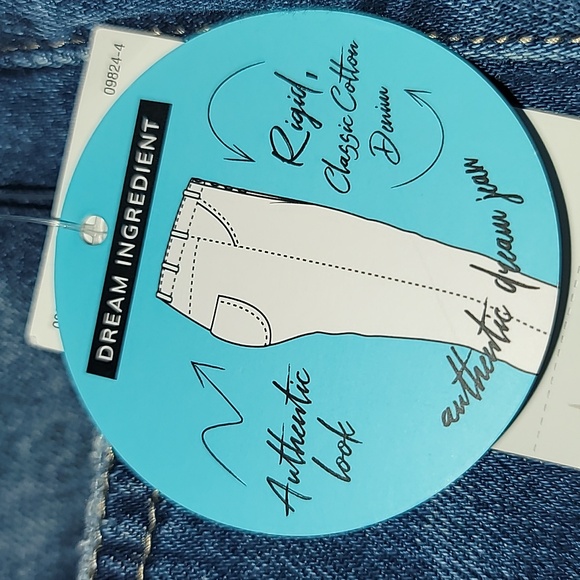 09824-4
DREAM INGREDIENT
Rigid,
Classic Cotton
Denim
Authentic
look
authentic dream jean